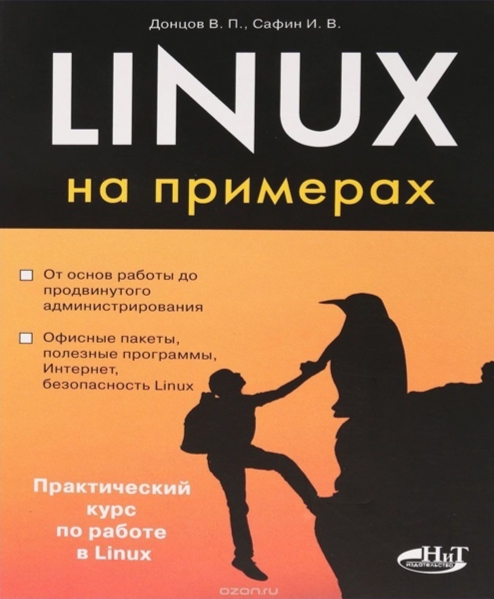 Донцов В. П., Сафин И. В.
LINUX
на примерах
От основ работы до
продвинутого
администрирования
Офисные пакеты,
полезные программы,
Интернет,
безопасность Linux
Практический
курс
по работе
в Linux
НиТ
издательство
ozon.ru